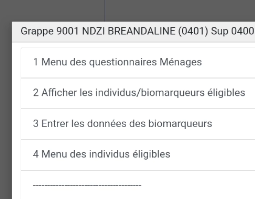 Grappe 9001 NDZI BREANDALINE (0401) Sup 0400
1 Menu des questionnaires Ménages
2 Afficher les individus/biomarqueurs éligibles
3 Entrer les données des biomarqueurs
4 Menu des individus éligibles
------------------------------------